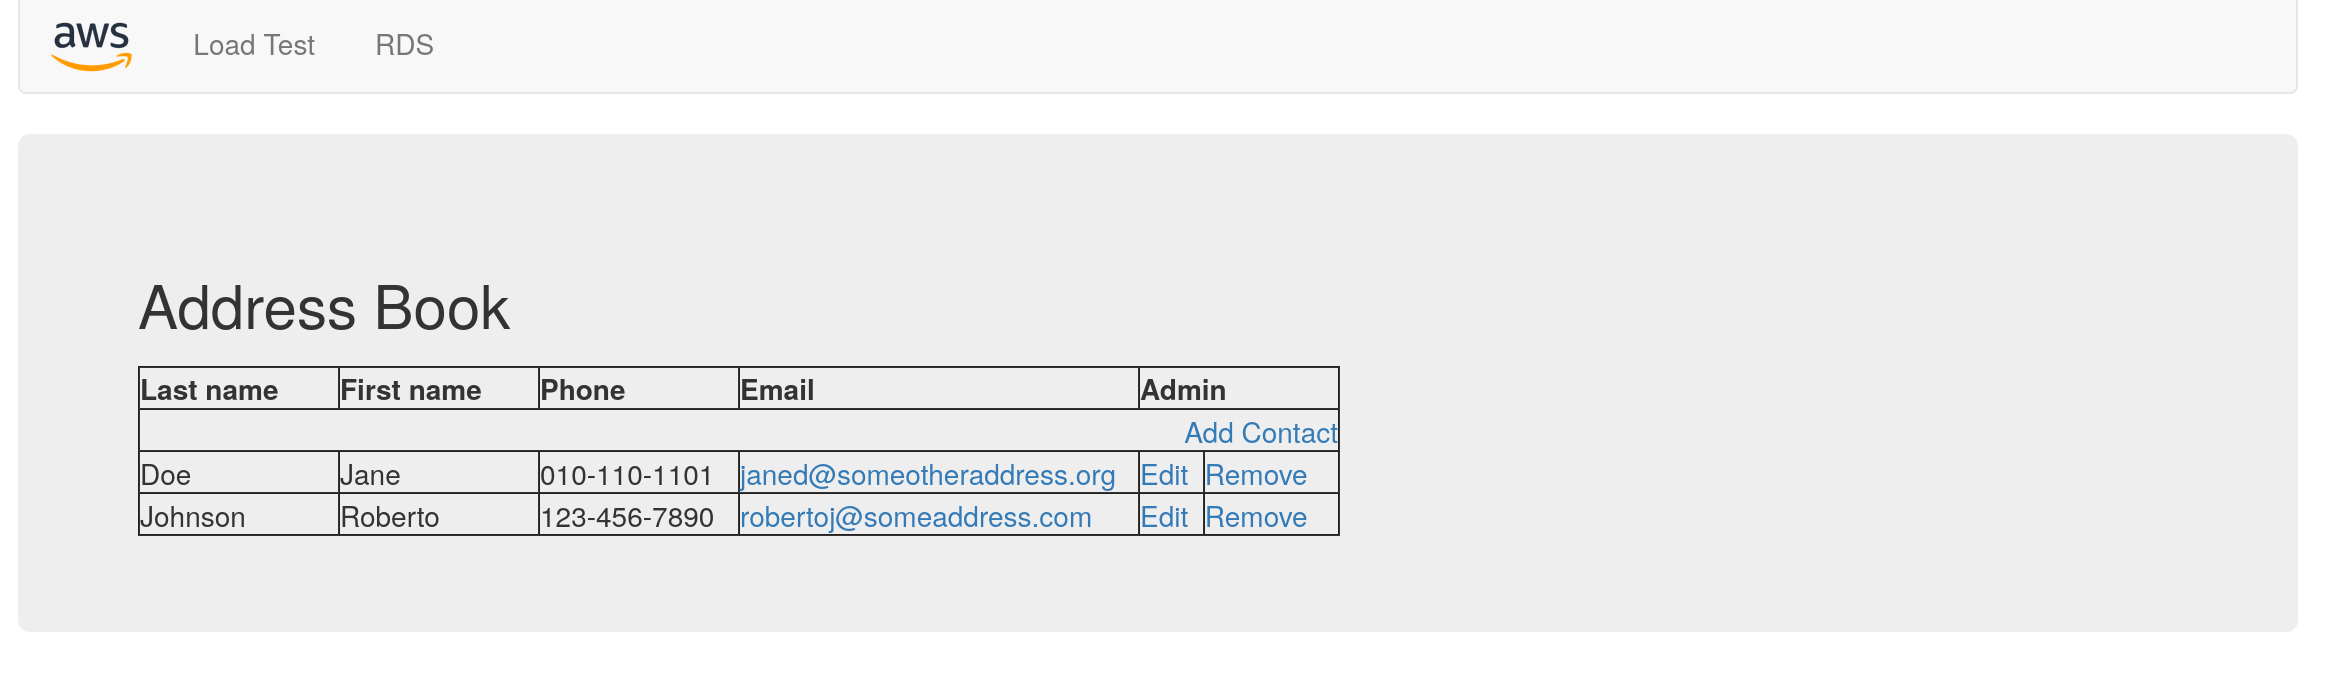 aws Load Test RDS
Address Book
Last name First name Phone Email Admin
Add Contact
Doe Jane 010-110-1101 janed@someotheraddress.org Edit Remove
Johnson Roberto 123-456-7890 robertoj@someaddress.com Edit Remove